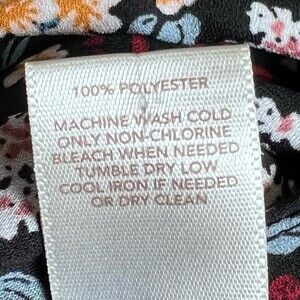 100% POLYESTER
MACHINE WASH COLD
ONLY NON-CHLORINE
BLEACH WHEN NEEDED
TUMBLE DRY LOW
COOL IRON IF NEEDED
OR DRY CLEAN